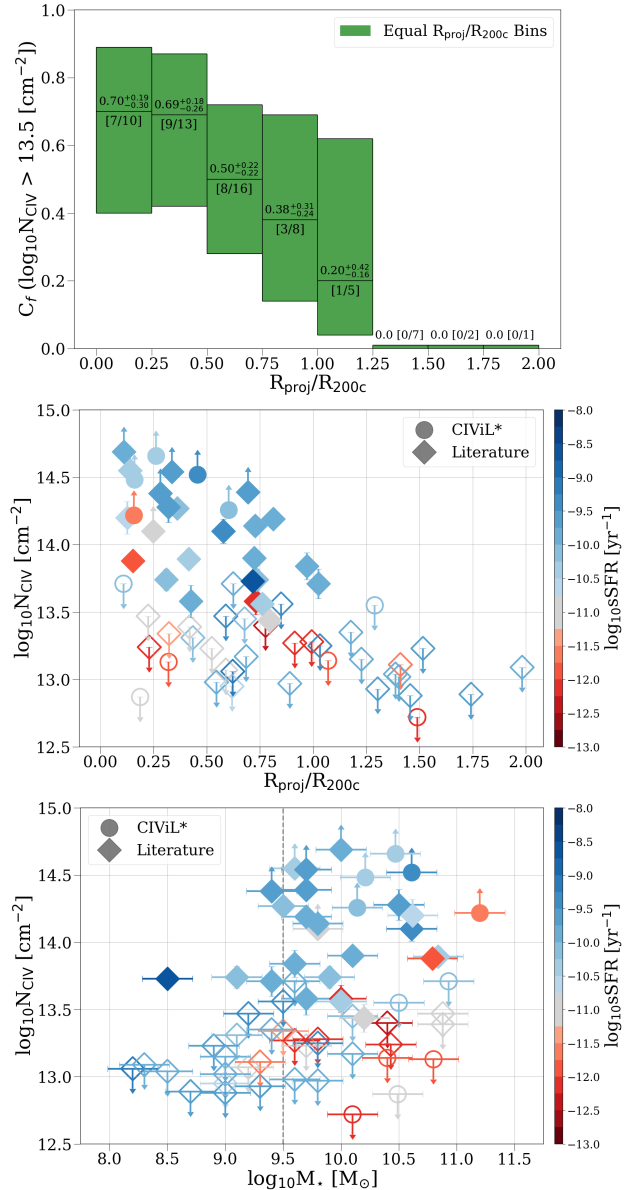 C_f (log₁₀N_CIV > 13.5 [cm⁻²])
1.0
0.8
0.6
0.4
0.2
0.0
Equal R_proj/R_200c Bins
0.70^{+0.19}_{−0.30}
[7/10]
0.69^{+0.18}_{−0.26}
[9/13]
0.50^{+0.22}_{−0.22}
[8/16]
0.38^{+0.31}_{−0.24}
[3/8]
0.20^{+0.42}_{−0.16}
[1/5]
0.0 [0/7] 0.0 [0/2] 0.0 [0/1]
0.00 0.25 0.50 0.75 1.00 1.25 1.50 1.75 2.00
R_proj/R_200c
log₁₀N_CIV [cm⁻²]
15.0
14.5
14.0
13.5
13.0
12.5
CIViL*
Literature
0.00 0.25 0.50 0.75 1.00 1.25 1.50 1.75 2.00
R_proj/R_200c
−8.0
−8.5
−9.0
−9.5
−10.0
−10.5
−11.0
−11.5
−12.0
−12.5
−13.0
log₁₀sSFR [yr⁻¹]
log₁₀N_CIV [cm⁻²]
15.0
14.5
14.0
13.5
13.0
12.5
CIViL*
Literature
8.0 8.5 9.0 9.5 10.0 10.5 11.0 11.5
log₁₀M⋆ [M⊙]
−8.0
−8.5
−9.0
−9.5
−10.0
−10.5
−11.0
−11.5
−12.0
−12.5
−13.0
log₁₀sSFR [yr⁻¹]